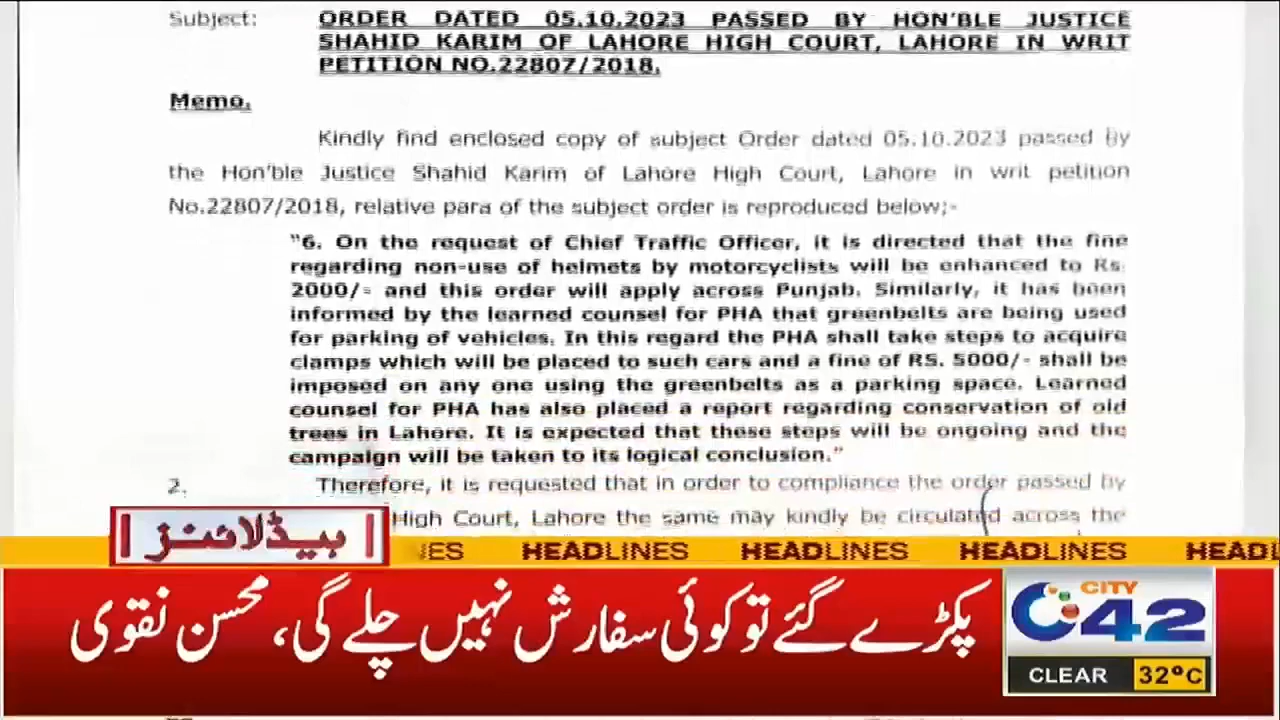 Subject: ORDER DATED 05.10.2023 PASSED BY HON'BLE JUSTICE
SHAHID KARIM OF LAHORE HIGH COURT, LAHORE IN WRIT
PETITION NO.22807/2018.
Memo.
Kindly find enclosed copy of subject Order dated 05.10.2023 passed By
the Hon'ble Justice Shahid Karim of Lahore High Court, Lahore in writ petition
No.22807/2018, relative para of the subject order is reproduced below;-
"6. On the request of Chief Traffic Officer, it is directed that the fine
regarding non-use of helmets by motorcyclists will be enhanced to Rs.
2000/- and this order will apply across Punjab. Similarly, it has been
informed by the learned counsel for PHA that greenbelts are being used
for parking of vehicles. In this regard the PHA shall take steps to acquire
clamps which will be placed to such cars and a fine of RS. 5000/- shall be
imposed on any one using the greenbelts as a parking space. Learned
counsel for PHA has also placed a report regarding conservation of old
trees in Lahore. It is expected that these steps will be ongoing and the
campaign will be taken to its logical conclusion."
2. Therefore, it is requested that in order to compliance the order passed by
High Court, Lahore the same may kindly be circulated across the
ہیڈلائنز
HEADLINES HEADLINES HEADLINES
پکڑے گئے تو کوئی سفارش نہیں چلے گی، محسن نقوی
CITY
42
CLEAR 32°C